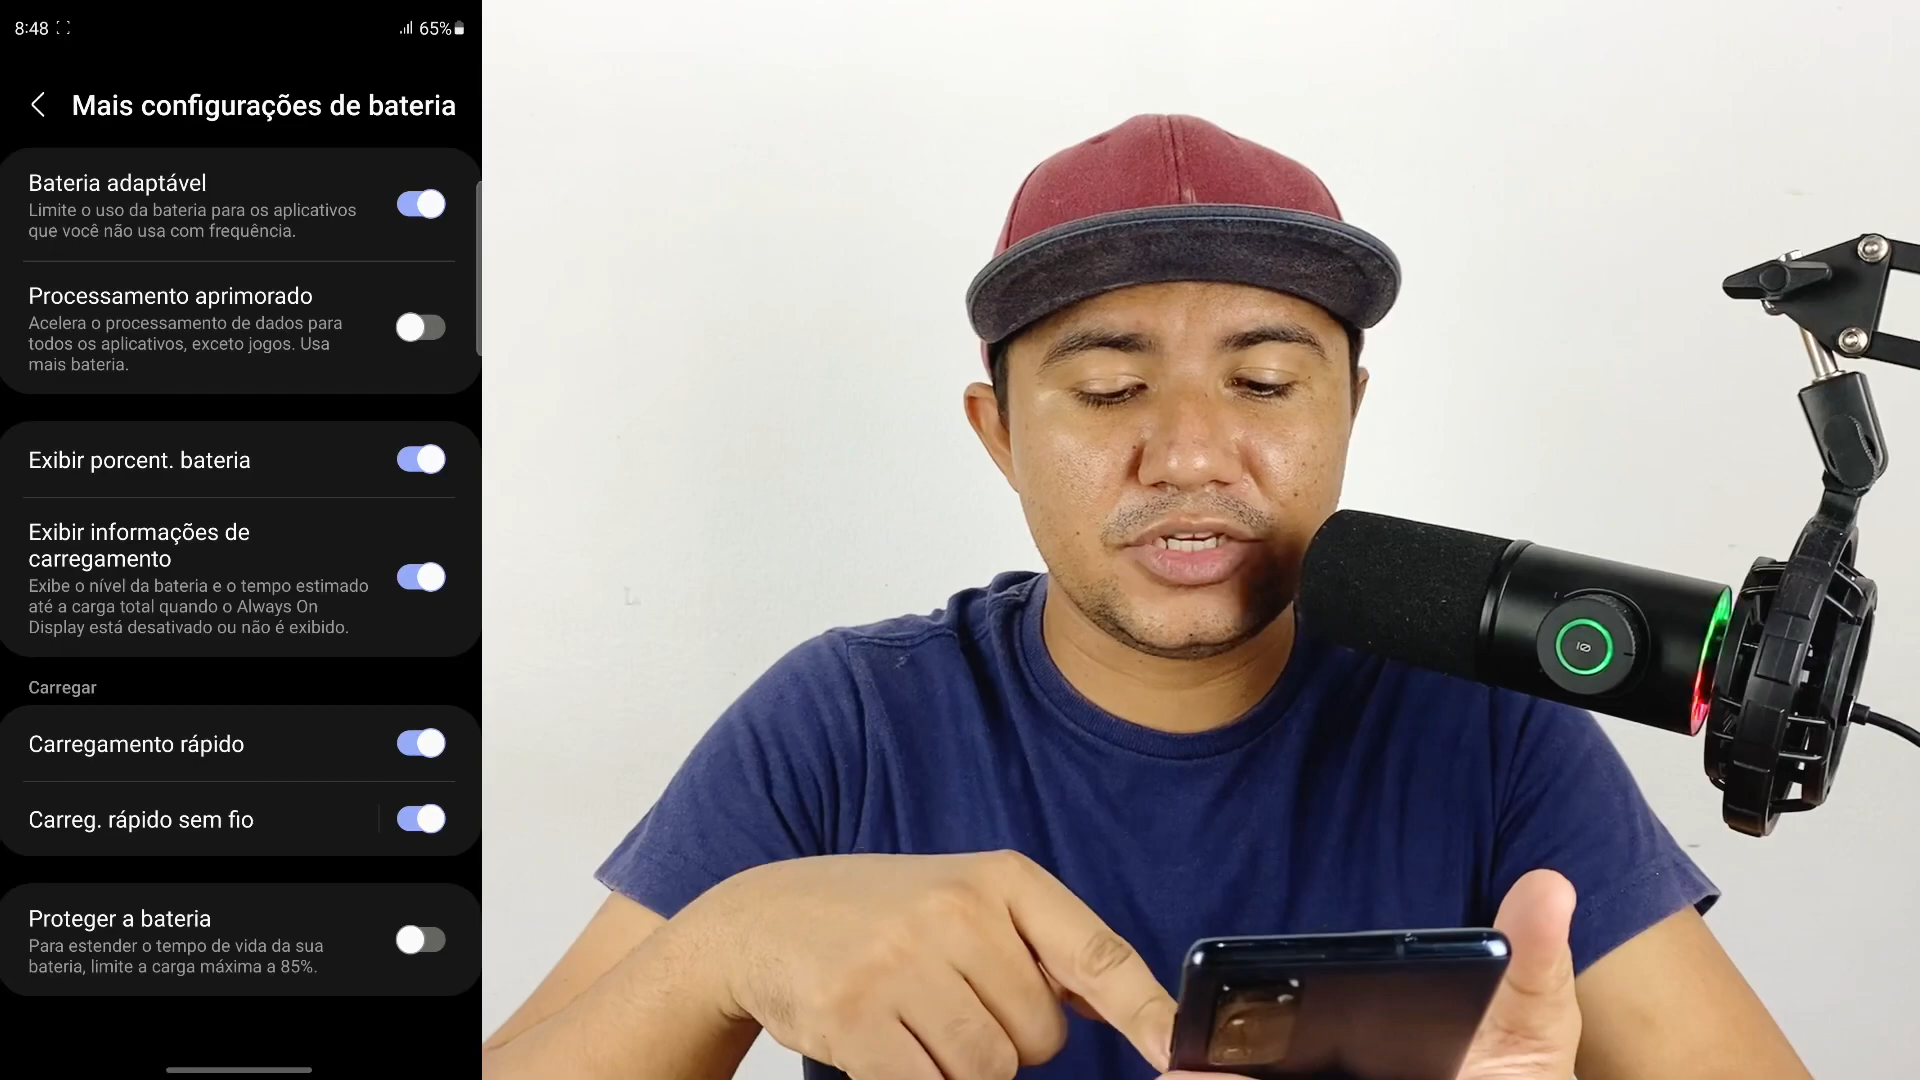 8:48
65%
Mais configurações de bateria
Bateria adaptável
Limite o uso da bateria para os aplicativos
que você não usa com frequência.
Processamento aprimorado
Acelera o processamento de dados para
todos os aplicativos, exceto jogos. Usa
mais bateria.
Exibir porcent. bateria
Exibir informações de
carregamento
Exibe o nível da bateria e o tempo estimado
até a carga total quando o Always On
Display está desativado ou não é exibido.
Carregar
Carregamento rápido
Carreg. rápido sem fio
Proteger a bateria
Para estender o tempo de vida da sua
bateria, limite a carga máxima a 85%.